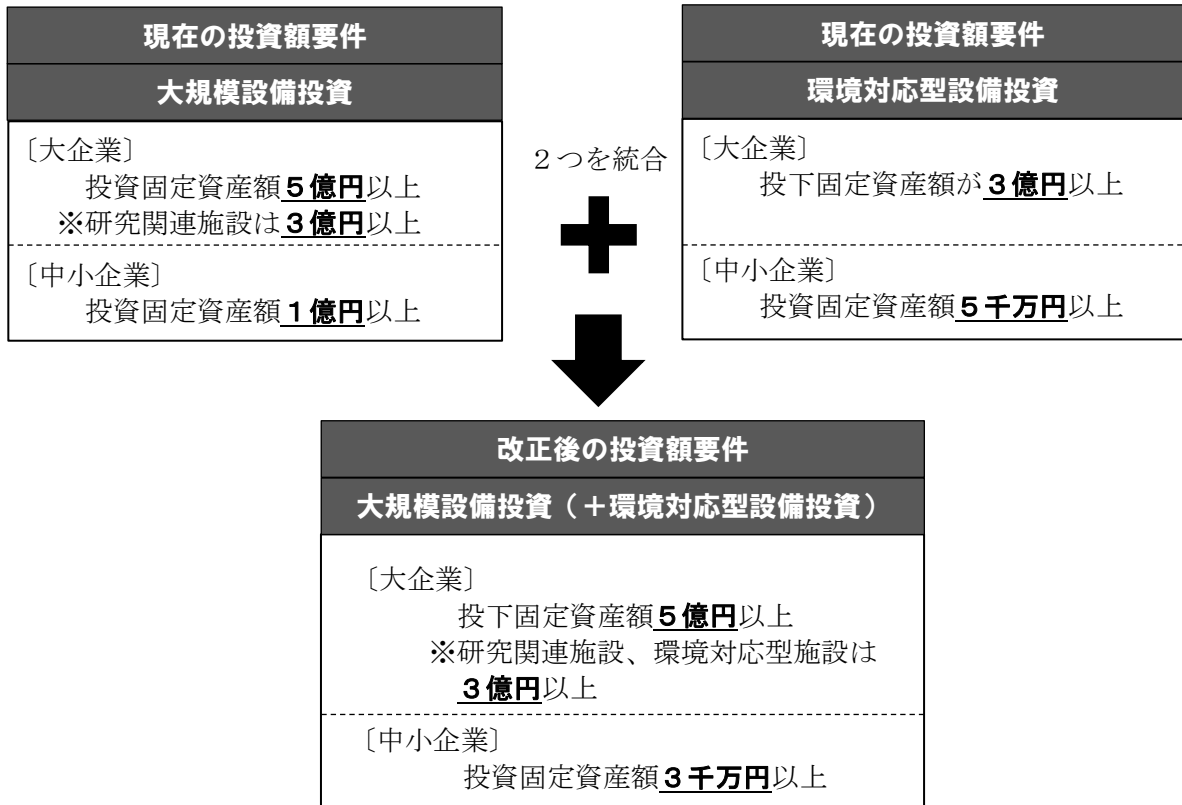 現在の投資額要件
大規模設備投資
〔大企業〕
投資固定資産額５億円以上
※研究関連施設は３億円以上
〔中小企業〕
投資固定資産額１億円以上
２つを統合
現在の投資額要件
環境対応型設備投資
〔大企業〕
投下固定資産額が３億円以上
〔中小企業〕
投資固定資産額５千万円以上
改正後の投資額要件
大規模設備投資（＋環境対応型設備投資）
〔大企業〕
投下固定資産額５億円以上
※研究関連施設、環境対応型施設は
３億円以上
〔中小企業〕
投資固定資産額３千万円以上